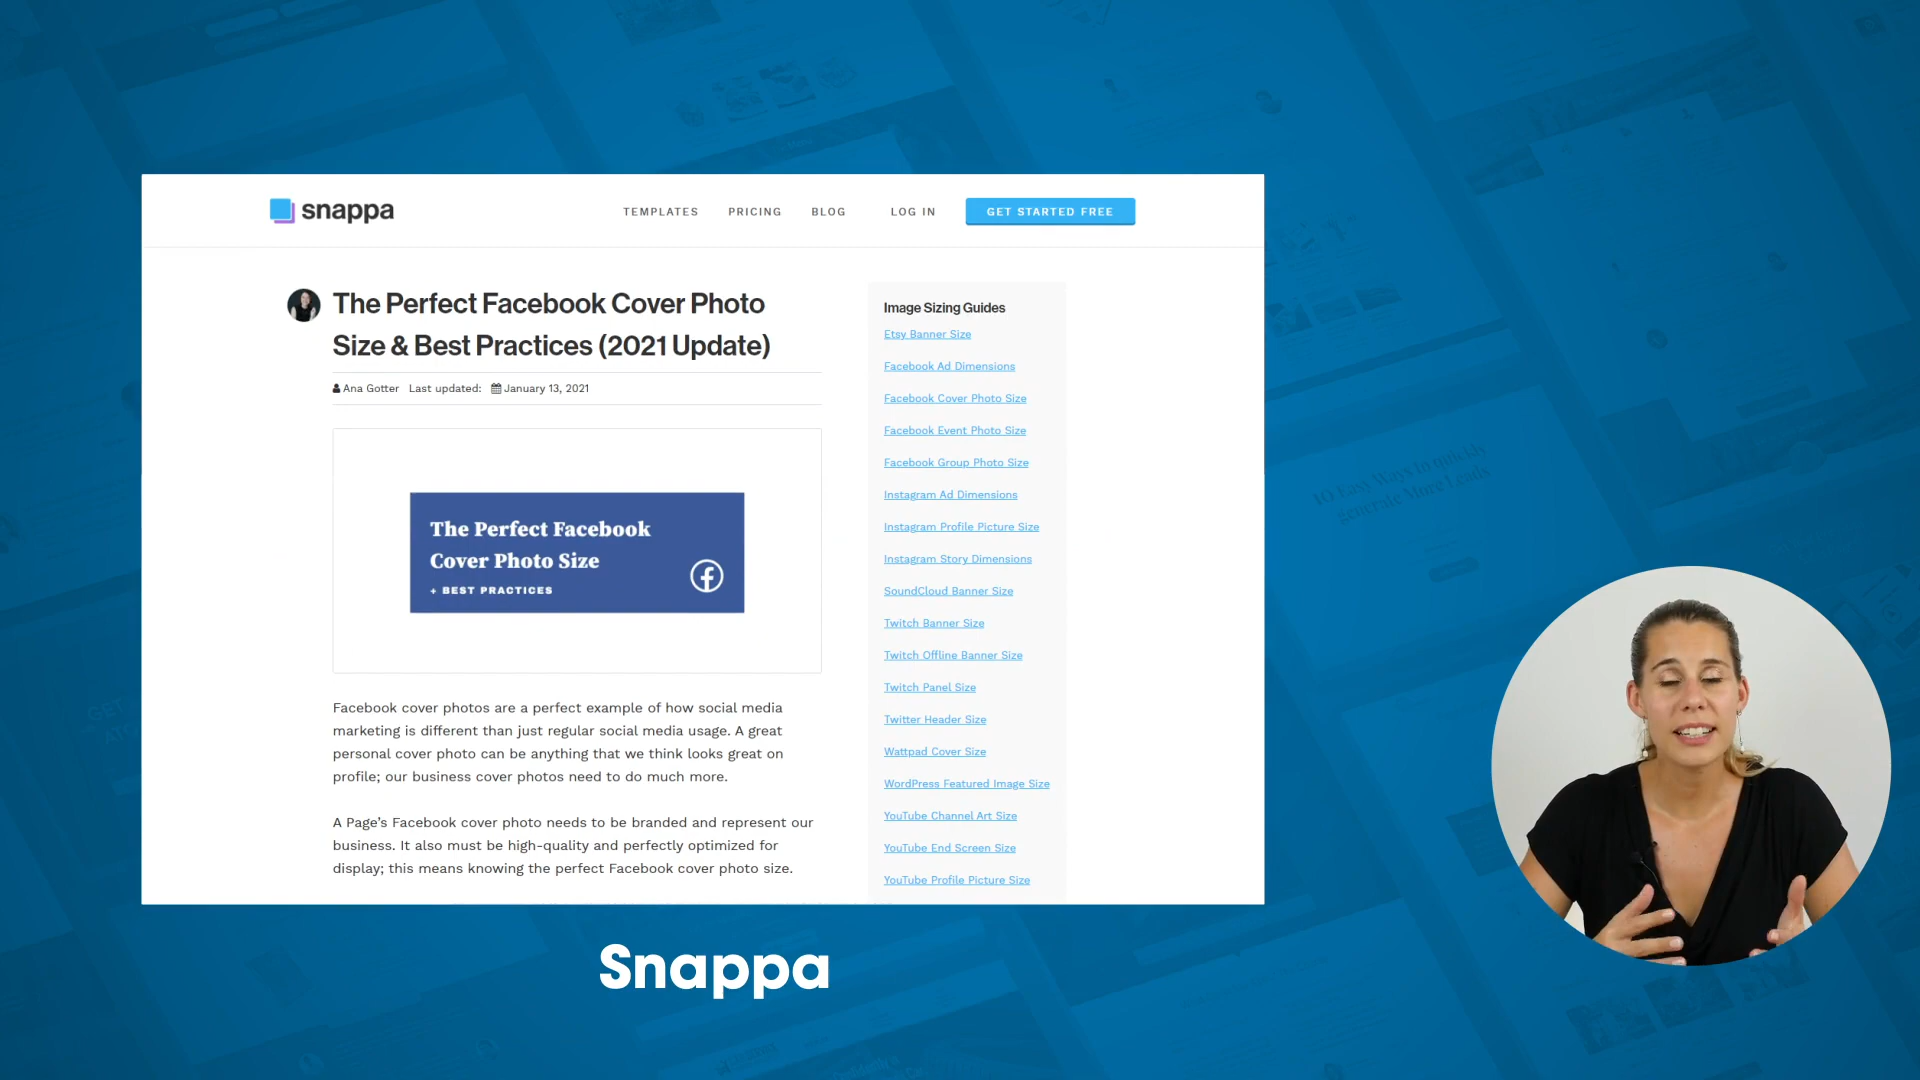 snappa
TEMPLATES PRICING BLOG LOG IN GET STARTED FREE
The Perfect Facebook Cover Photo
Size & Best Practices (2021 Update)
Ana Gotter Last updated: January 13, 2021
The Perfect Facebook
Cover Photo Size
+ BEST PRACTICES
Facebook cover photos are a perfect example of how social media
marketing is different than just regular social media usage. A great
personal cover photo can be anything that we think looks great on
profile; our business cover photos need to do much more.
A Page’s Facebook cover photo needs to be branded and represent our
business. It also must be high-quality and perfectly optimized for
display; this means knowing the perfect Facebook cover photo size.
Image Sizing Guides
Etsy Banner Size
Facebook Ad Dimensions
Facebook Cover Photo Size
Facebook Event Photo Size
Facebook Group Photo Size
Instagram Ad Dimensions
Instagram Profile Picture Size
Instagram Story Dimensions
SoundCloud Banner Size
Twitch Banner Size
Twitch Offline Banner Size
Twitch Panel Size
Twitter Header Size
Wattpad Cover Size
WordPress Featured Image Size
YouTube Channel Art Size
YouTube End Screen Size
YouTube Profile Picture Size
10 Easy Ways to quickly
generate More Leads
Snappa